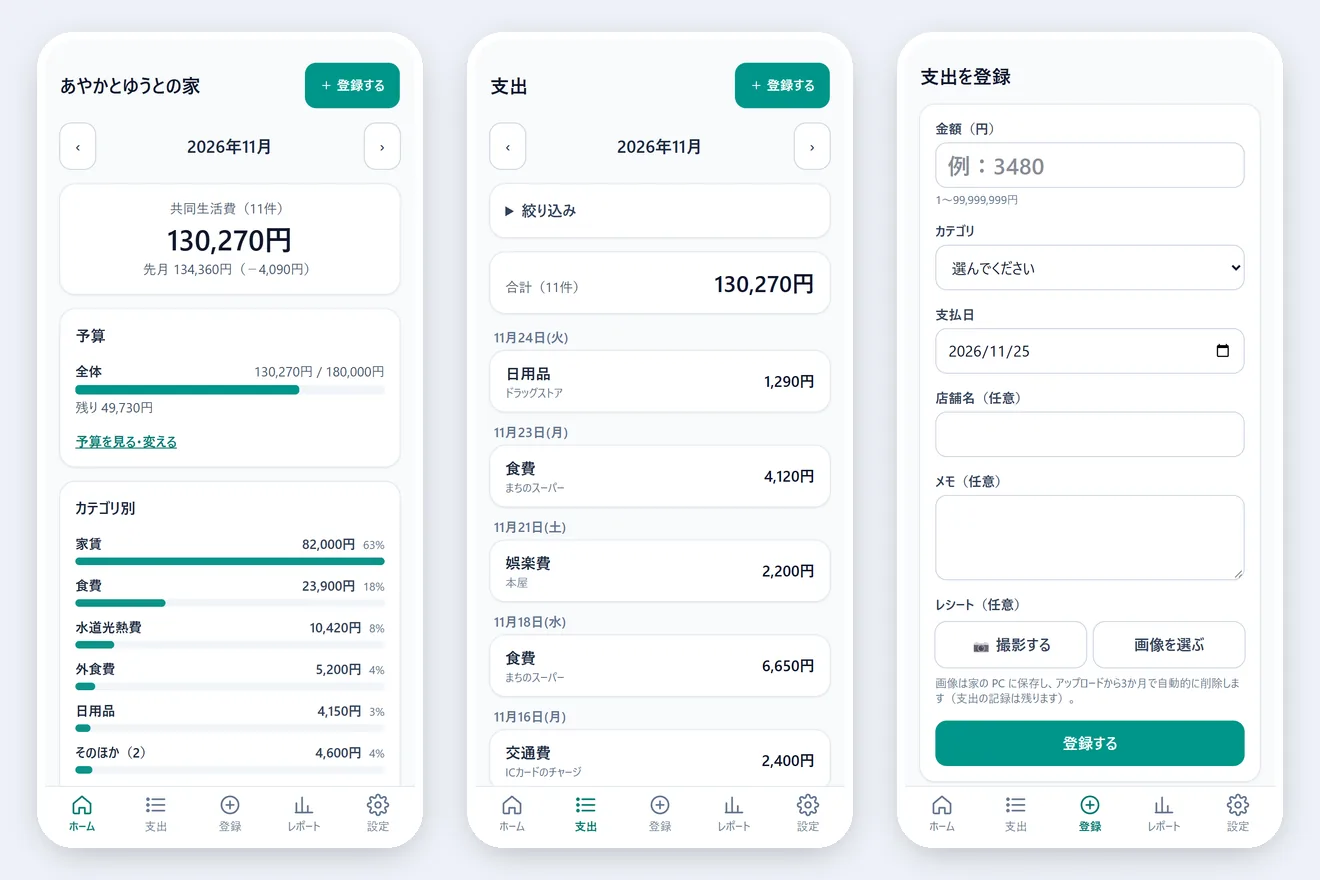 あやかとゆうとの家
＋ 登録する
‹ 2026年11月 ›
共同生活費（11件）
130,270円
先月 134,360円（−4,090円）
予算
全体 130,270円 / 180,000円
残り 49,730円
予算を見る・変える
カテゴリ別
家賃 82,000円 63%
食費 23,900円 18%
水道光熱費 10,420円 8%
外食費 5,200円 4%
日用品 4,150円 3%
そのほか（2） 4,600円 4%
ホーム 支出 登録 レポート 設定
支出
＋ 登録する
‹ 2026年11月 ›
▶ 絞り込み
合計（11件） 130,270円
11月24日(火)
日用品 1,290円
ドラッグストア
11月23日(月)
食費 4,120円
まちのスーパー
11月21日(土)
娯楽費 2,200円
本屋
11月18日(水)
食費 6,650円
まちのスーパー
11月16日(月)
交通費 2,400円
ICカードのチャージ
ホーム 支出 登録 レポート 設定
支出を登録
金額（円）
例：3480
1〜99,999,999円
カテゴリ
選んでください
支払日
2026/11/25
店舗名（任意）
メモ（任意）
レシート（任意）
📷 撮影する 画像を選ぶ
画像は家の PC に保存し、アップロードから3か月で自動的に削除しま
す（支出の記録は残ります）。
登録する
ホーム 支出 登録 レポート 設定